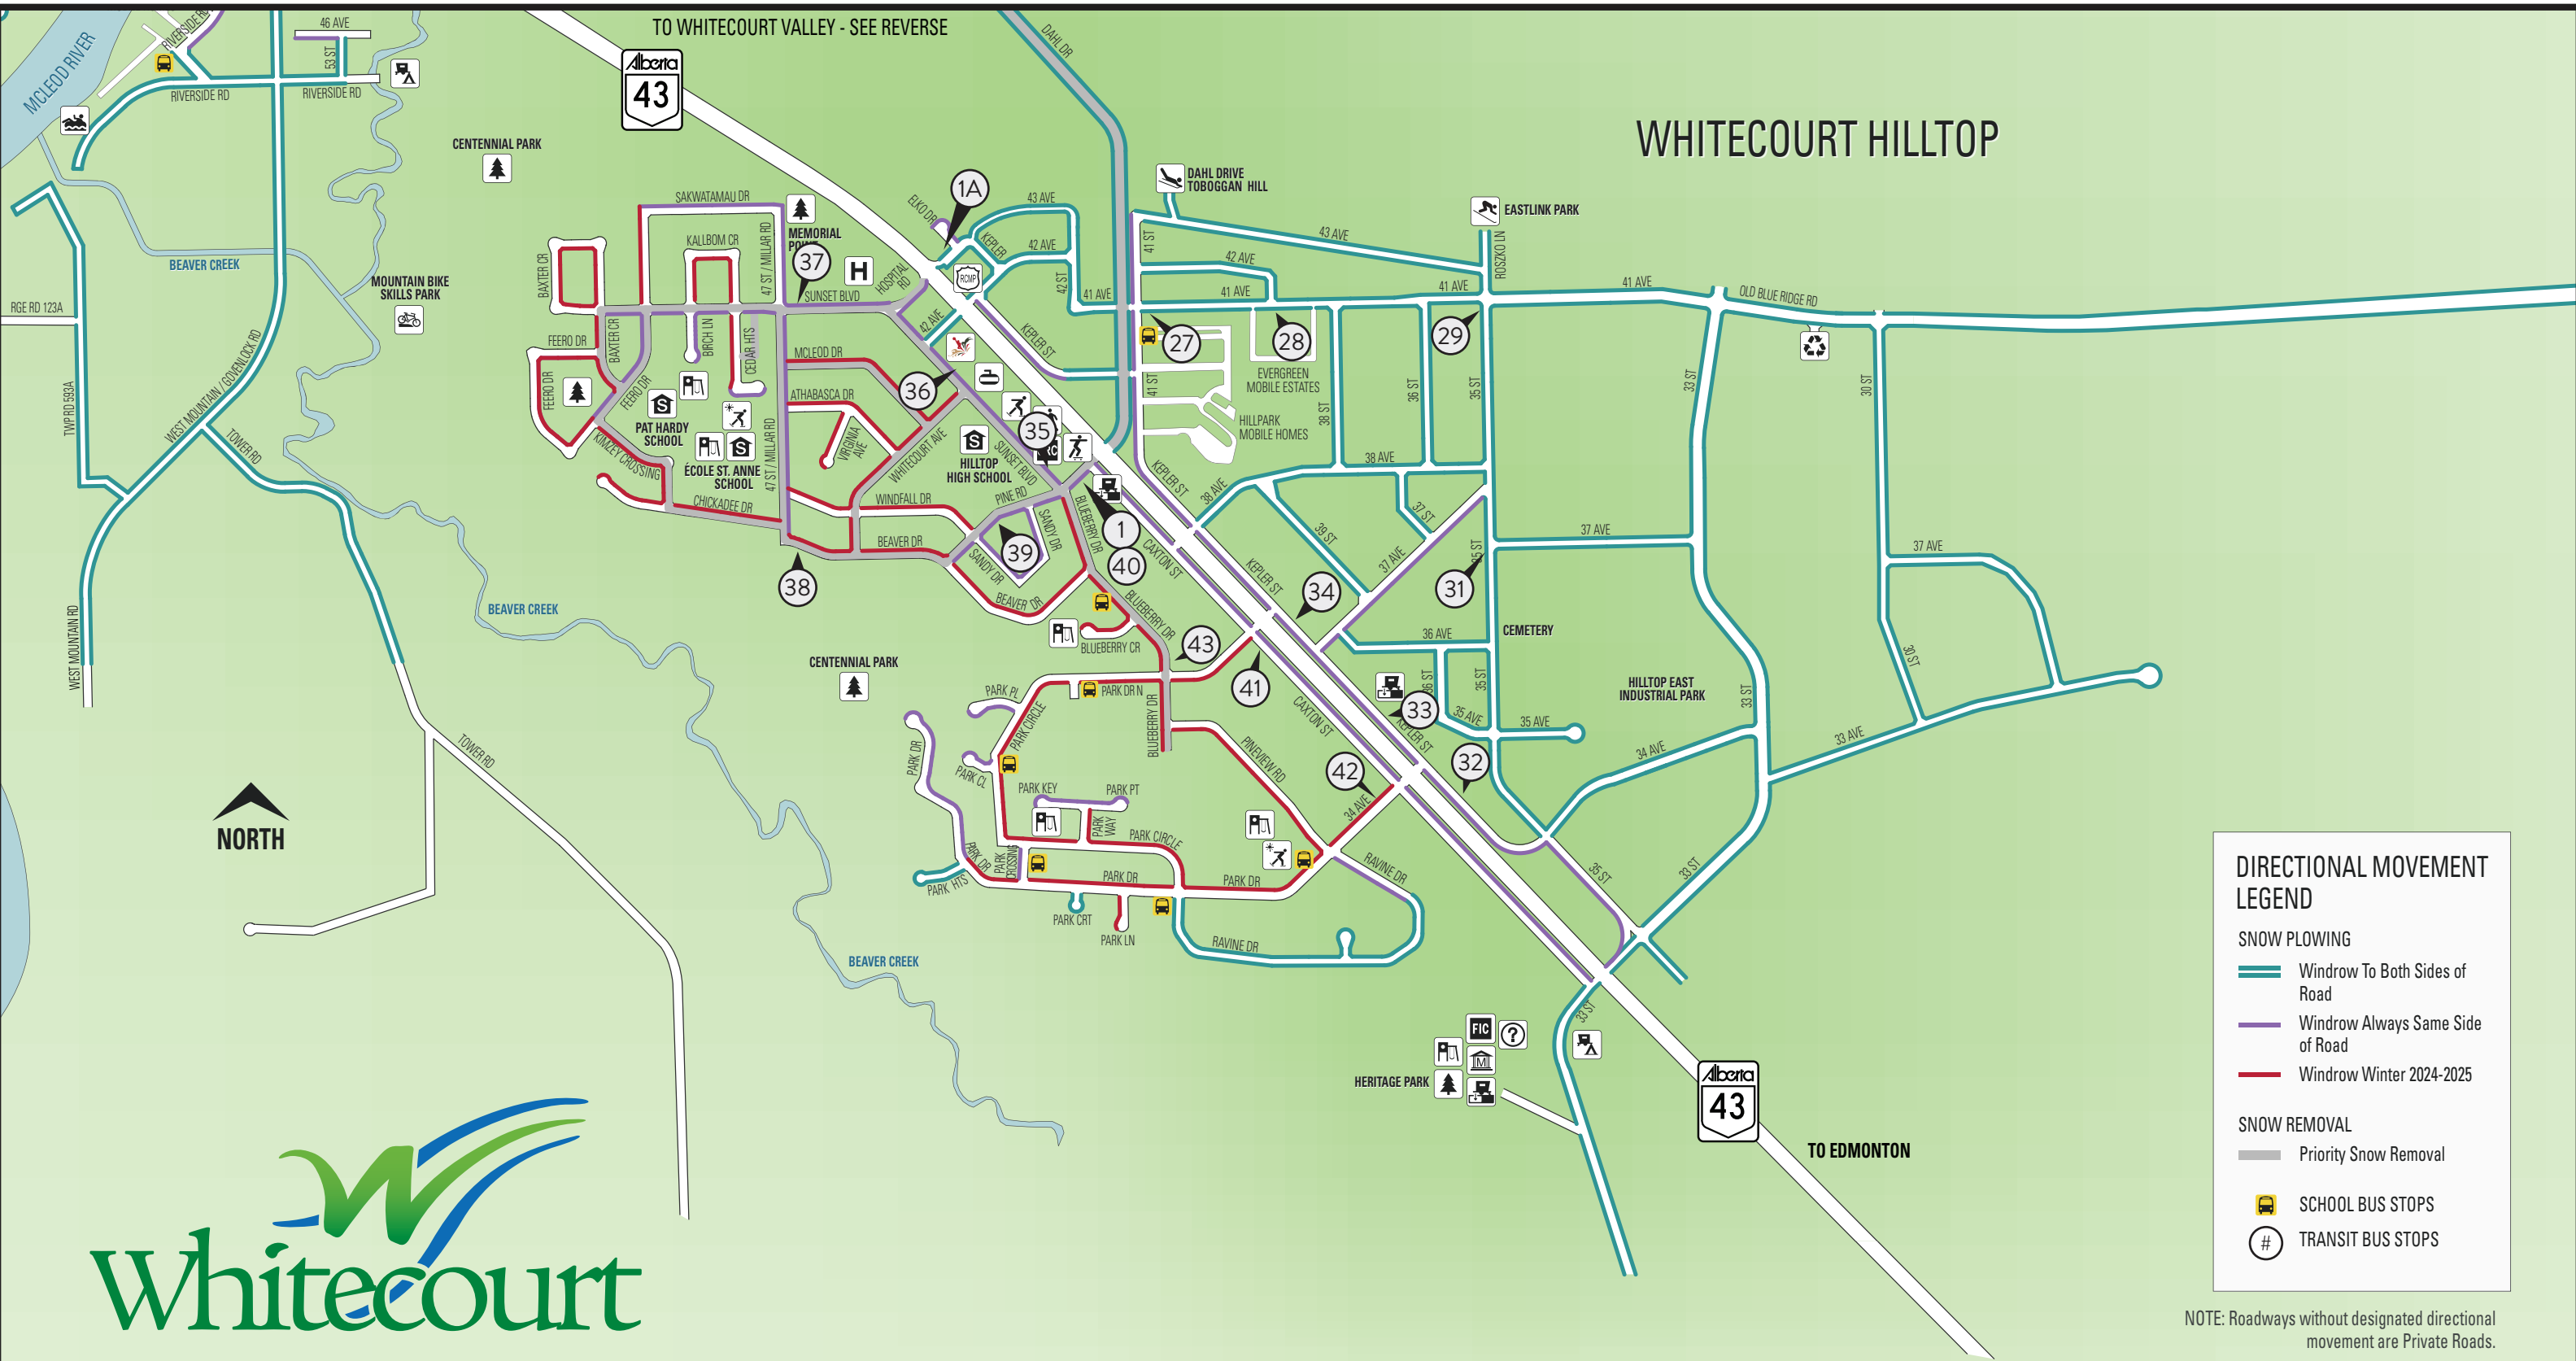 TO WHITECOURT VALLEY - SEE REVERSE
WHITECOURT HILLTOP
Alberta
43
DAHL DR
MCLEOD RIVER
RIVERSIDE RD
46 AVE
53 ST
RIVERSIDE RD
RIVERSIDE RD
CENTENNIAL PARK
BEAVER CREEK
MOUNTAIN BIKE
SKILLS PARK
RGE RD 123A
TWP RD 593A
WEST MOUNTAIN / GOVENLOCK RD
TOWER RD
WEST MOUNTAIN RD
BEAVER CREEK
TOWER RD
NORTH
SAKWATAMAU DR
KALLBOM CR
BAXTER CR
47 ST / MILLAR RD
MEMORIAL
POINT
37
H
HOSPITAL
RD
SUNSET BLVD
BAXTER CR
BIRCH LN
CEDAR HTS
FEERO DR
FEERO DR
FEERO DR
S
PAT HARDY
SCHOOL
S
ÉCOLE ST. ANNE
SCHOOL
KIMZEY CROSSING
CHICKADEE DR
47 ST / MILLAR RD
MCLEOD DR
ATHABASCA DR
VIRGINIA
AVE
WHITECOURT AVE
WINDFALL DR
BEAVER DR
38
36
S
HILLTOP
HIGH SCHOOL
SUNSET BLVD
35
PINE RD
SANDY DR
39
SANDY DR
BEAVER DR
BLUEBERRY DR
1
40
BLUEBERRY DR
BLUEBERRY CR
43
1A
ELKO DR
KEPLER
43 AVE
42 AVE
42 ST
RCMP
42 AVE
KEPLER ST
41 AVE
DAHL DRIVE
TOBOGGAN HILL
41 ST
43 AVE
42 AVE
41 AVE
41 AVE
EASTLINK PARK
ROSZKO LN
41 AVE
OLD BLUE RIDGE RD
27
28
29
EVERGREEN
MOBILE ESTATES
41 ST
HILLPARK
MOBILE HOMES
38 ST
36 ST
35 ST
33 ST
30 ST
38 AVE
38 AVE
KEPLER ST
39 ST
37 ST
37 AVE
35 ST
31
37 AVE
37 AVE
CAXTON ST
KEPLER ST
34
36 AVE
CEMETERY
36 ST
35 ST
33
35 AVE
35 AVE
KEPLER ST
32
HILLTOP EAST
INDUSTRIAL PARK
33 ST
30 ST
33 AVE
34 AVE
41
CAXTON ST
42
34 AVE
35 ST
33 ST
CENTENNIAL PARK
PARK PL
PARK DR N
PARK CIRCLE
BLUEBERRY DR
PARK DR
PARK CL
PARK KEY
PARK PT
PARK
WAY
PARK CIRCLE
PARK DR
PARK
CROSSING
PARK HTS
PARK DR
PARK DR
PARK CRT
PARK LN
PINEVIEW RD
RAVINE DR
RAVINE DR
BEAVER CREEK
33 ST
FIC
?
M
HERITAGE PARK
Alberta
43
TO EDMONTON
Whitecourt
DIRECTIONAL MOVEMENT
LEGEND
SNOW PLOWING
Windrow To Both Sides of
Road
Windrow Always Same Side
of Road
Windrow Winter 2024-2025
SNOW REMOVAL
Priority Snow Removal
SCHOOL BUS STOPS
# TRANSIT BUS STOPS
NOTE: Roadways without designated directional
movement are Private Roads.